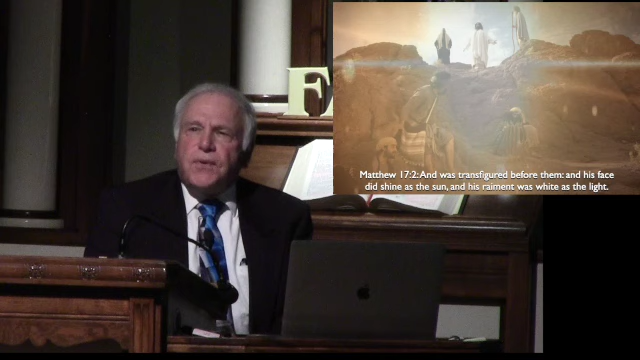 FA
Matthew 17:2: And was transfigured before them: and his face
did shine as the sun, and his raiment was white as the light.